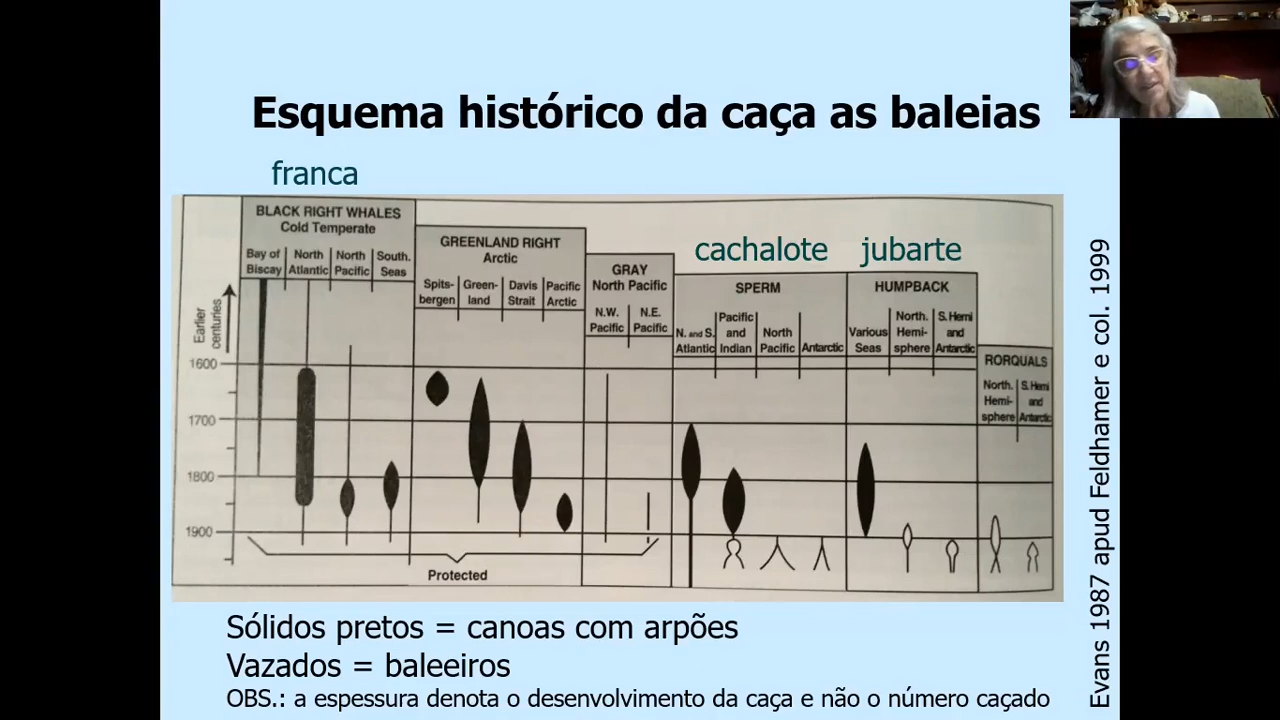 Esquema histórico da caça as baleias
franca
cachalote jubarte
BLACK RIGHT WHALES
Cold Temperate
Bay of
Biscay
North
Atlantic
North
Pacific
South.
Seas
GREENLAND RIGHT
Arctic
Spits-
bergen
Green-
land
Davis
Strait
Pacific
Arctic
GRAY
North Pacific
N.W.
Pacific
N.E.
Pacific
SPERM
N. and S.
Atlantic
Pacific
and
Indian
North
Pacific
Antarctic
HUMPBACK
Various
Seas
North.
Hemi-
sphere
S. Hemi
and
Antarctic
RORQUALS
North.
Hemi-
sphere
S. Hemi
and
Antarctic
Earlier
centuries
1600
1700
1800
1900
Protected
Evans 1987 apud Feldhamer e col. 1999
Sólidos pretos = canoas com arpões
Vazados = baleeiros
OBS.: a espessura denota o desenvolvimento da caça e não o número caçado